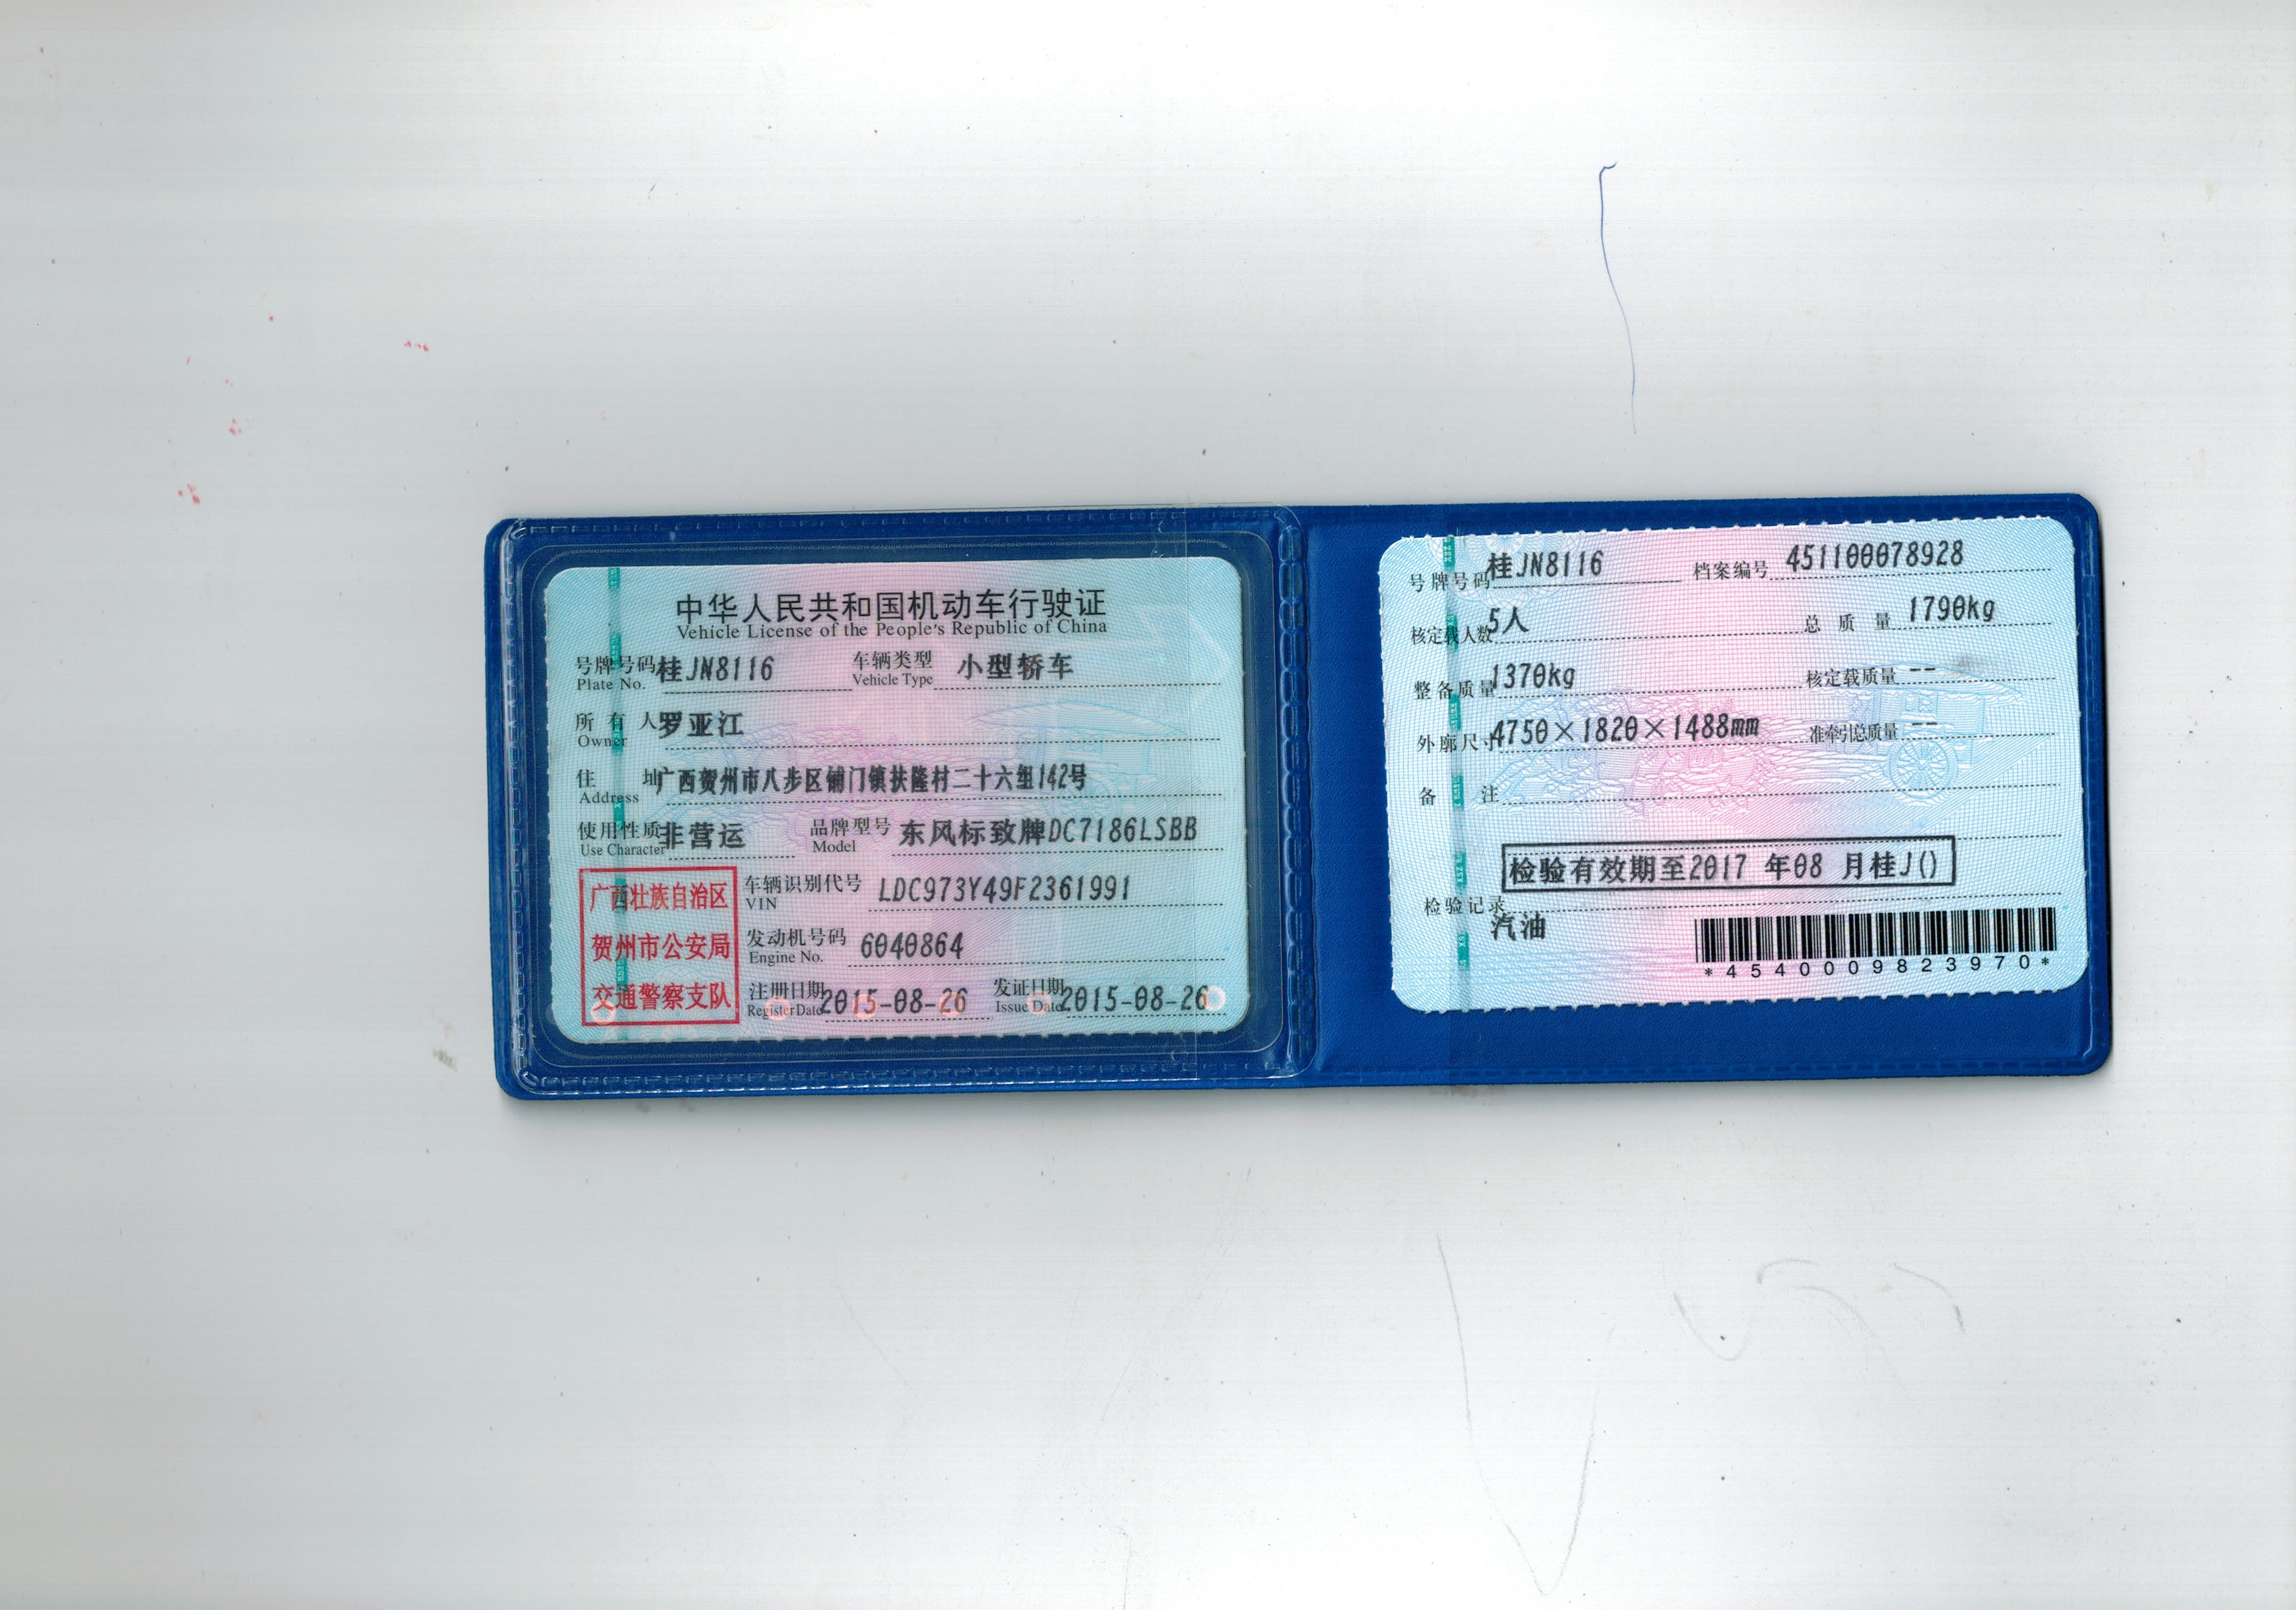 中华人民共和国机动车行驶证
Vehicle License of the People's Republic of China
号牌号码 桂JN8116 车辆类型 小型轿车
Plate No. Vehicle Type
所有人 罗亚江
Owner
住址 广西贺州市八步区铺门镇扶隆村二十六组142号
Address
使用性质 非营运 品牌型号 东风标致牌DC7186LSBB
Use Character Model
广西壮族自治区
贺州市公安局
交通警察支队
车辆识别代号 LDC973Y49F2361991
VIN
发动机号码 6040864
Engine No.
注册日期 2015-08-26 发证日期 2015-08-26
Register Date Issue Date
号牌号码 桂JN8116 档案编号 451100078928
核定载人数 5人 总质量 1790kg
整备质量 1370kg 核定载质量 --
外廓尺寸 4750×1820×1488mm 准牵引总质量 --
备注
检验有效期至2017 年08 月桂J()
检验记录
汽油
*4540009823970*